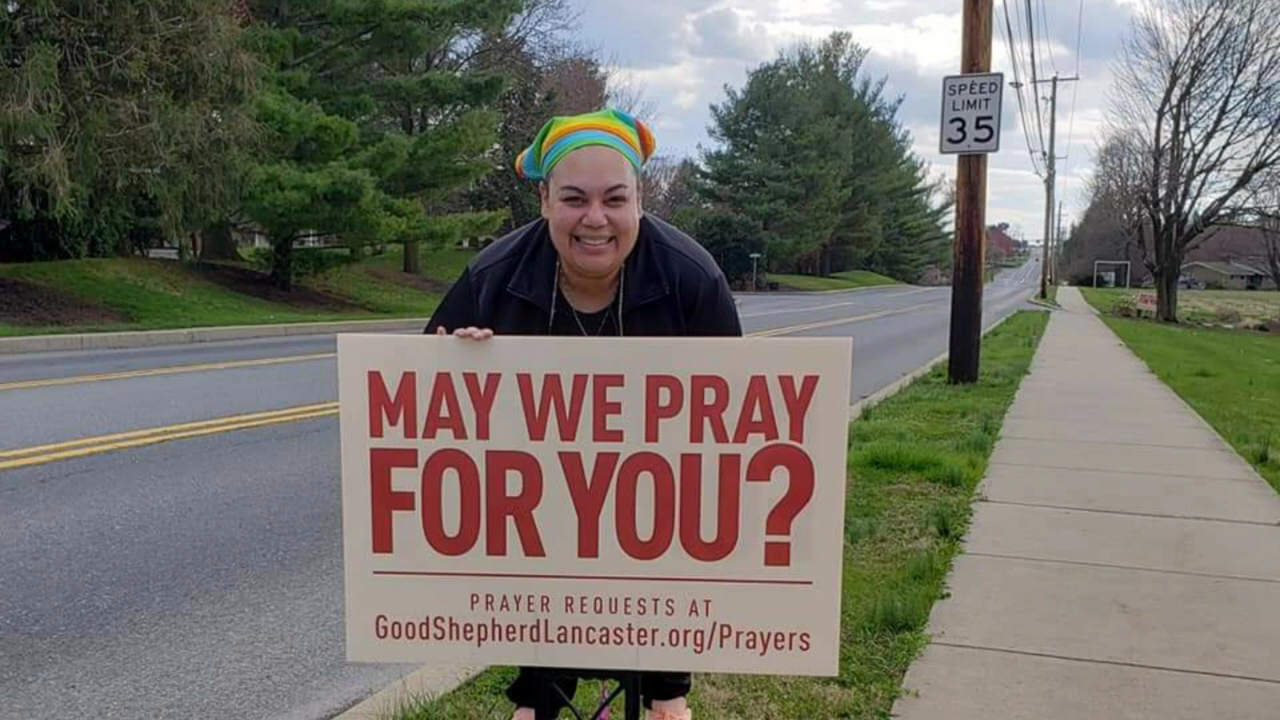 SPEED
LIMIT
35
MAY WE PRAY
FOR YOU?
PRAYER REQUESTS AT
GoodShepherdLancaster.org/Prayers